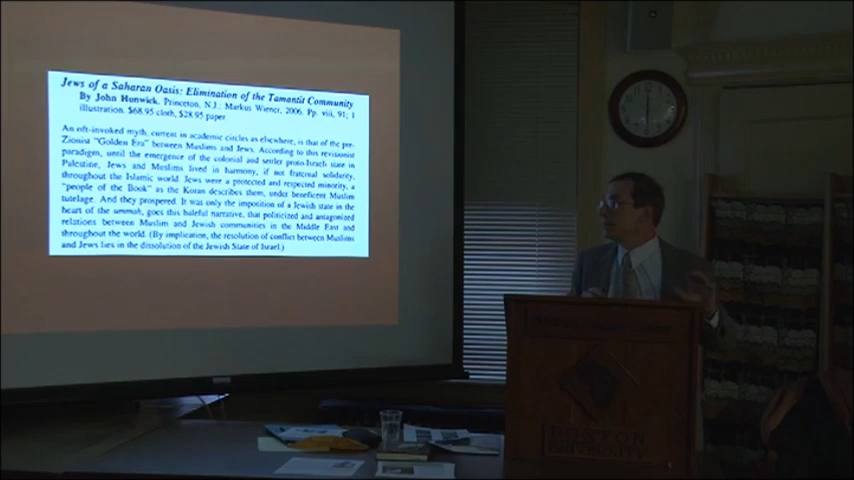 Jews of a Saharan Oasis: Elimination of the Tamantit Community
By John Hunwick. Princeton, N.J.: Markus Wiener, 2006. Pp. viii, 91; 1
illustration. $68.95 cloth, $28.95 paper.
An oft-invoked myth, current in academic circles as elsewhere, is that of the pre-
Zionist "Golden Era" between Muslims and Jews. According to this revisionist
paradigm, until the emergence of the colonial and settler proto-Israeli state in
Palestine, Jews and Muslims lived in harmony, if not fraternal solidarity,
throughout the Islamic world. Jews were a protected and respected minority, a
"people of the Book" as the Koran describes them, under beneficent Muslim
tutelage. And they prospered. It was only the imposition of a Jewish state in the
heart of the ummah, goes this baleful narrative, that politicized and antagonized
relations between Muslim and Jewish communities in the Middle East and
throughout the world. (By implication, the resolution of conflict between Muslims
and Jews lies in the dissolution of the Jewish State of Israel.)
BOSTON
UNIVERSITY